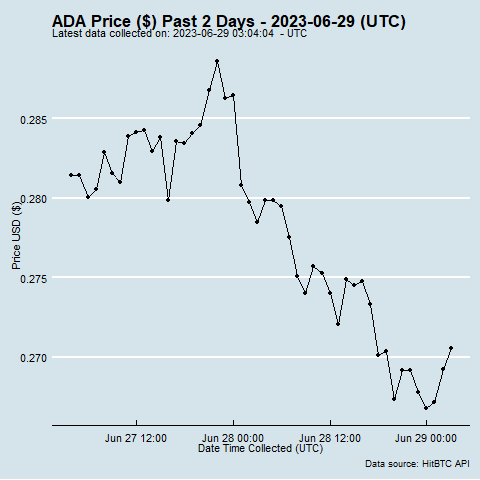 ADA Price ($) Past 2 Days - 2023-06-29 (UTC)
Latest data collected on: 2023-06-29 03:04:04  - UTC
0.285
0.280
0.275
0.270
Price USD ($)
Jun 27 12:00
Jun 28 00:00
Jun 28 12:00
Jun 29 00:00
Date Time Collected (UTC)
Data source: HitBTC API